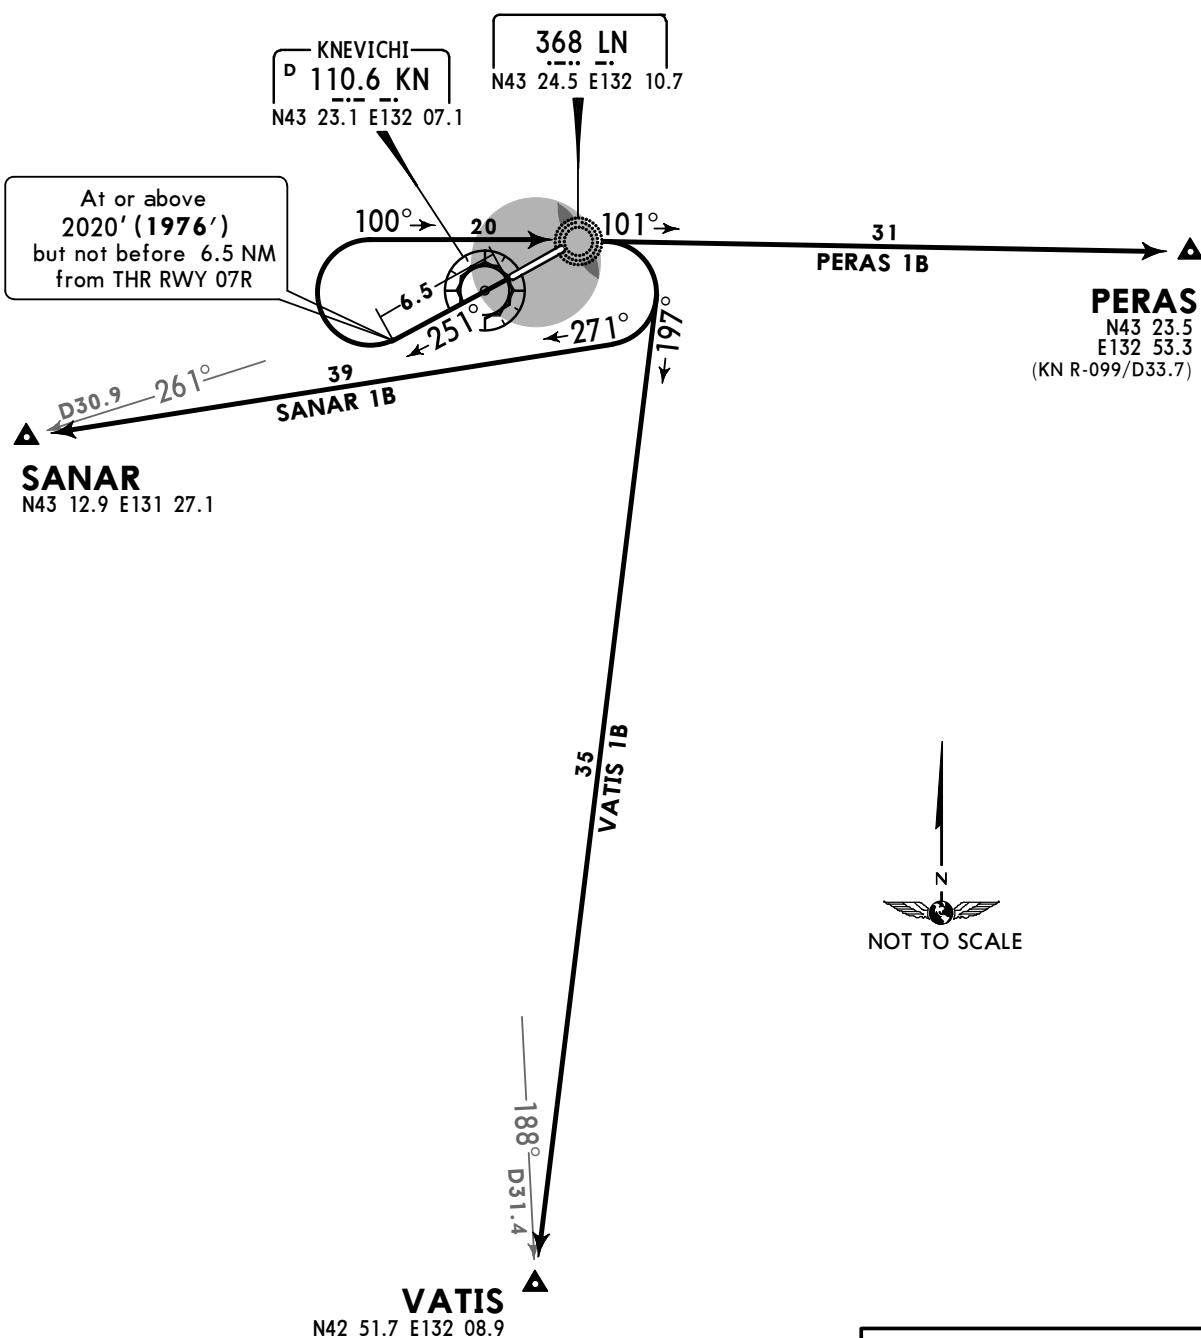 368 LN
N43 24.5 E132 10.7
KNEVICHI
D 110.6 KN
N43 23.1 E132 07.1
At or above
2020' (1976')
but not before 6.5 NM
from THR RWY 07R
100°
20
101°
31
PERAS 1B
PERAS
N43 23.5
E132 53.3
(KN R-099/D33.7)
6.5
251°
271°
197°
39
SANAR 1B
D30.9
261°
SANAR
N43 12.9 E131 27.1
35
VATIS 1B
N
NOT TO SCALE
188°
D31.4
VATIS
N42 51.7 E132 08.9